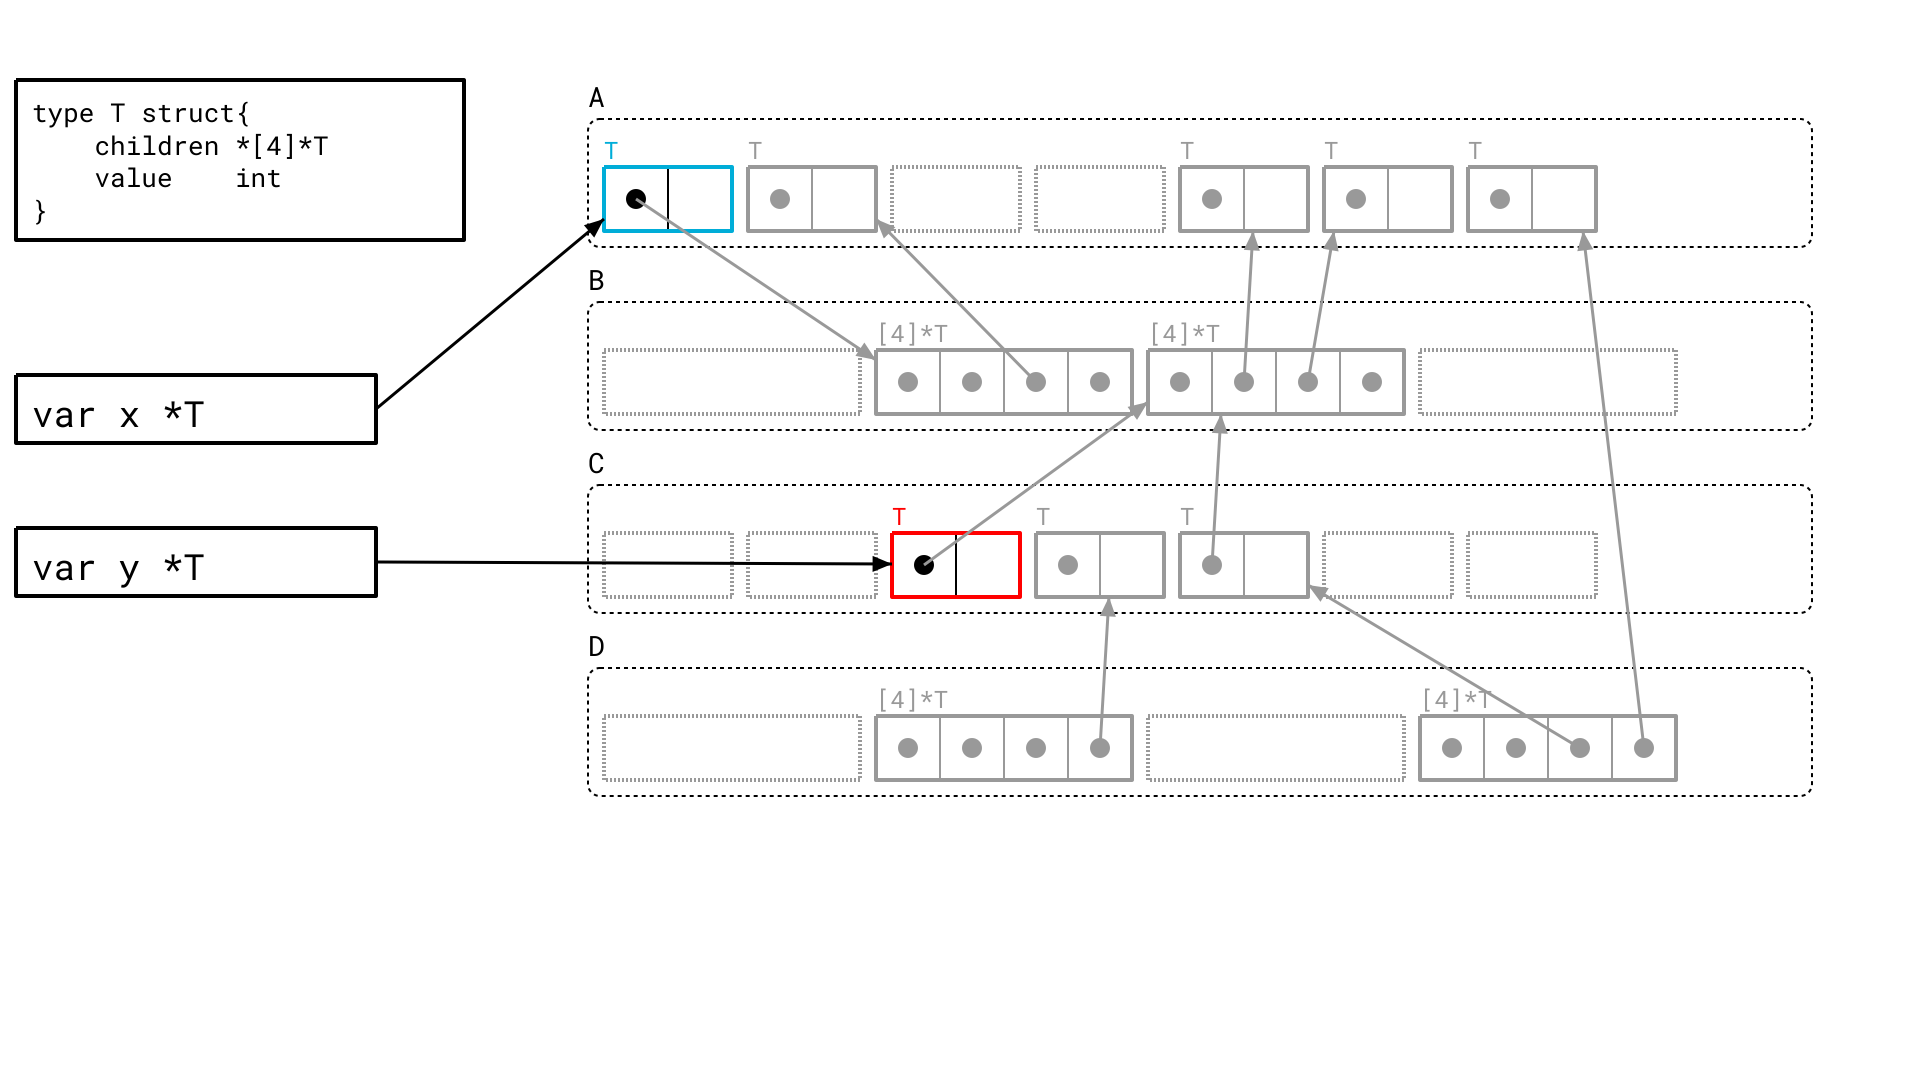 type T struct{
    children *[4]*T
    value    int
}
var x *T
var y *T
A
T T T T T
B
[4]*T [4]*T
C
T T T
D
[4]*T [4]*T